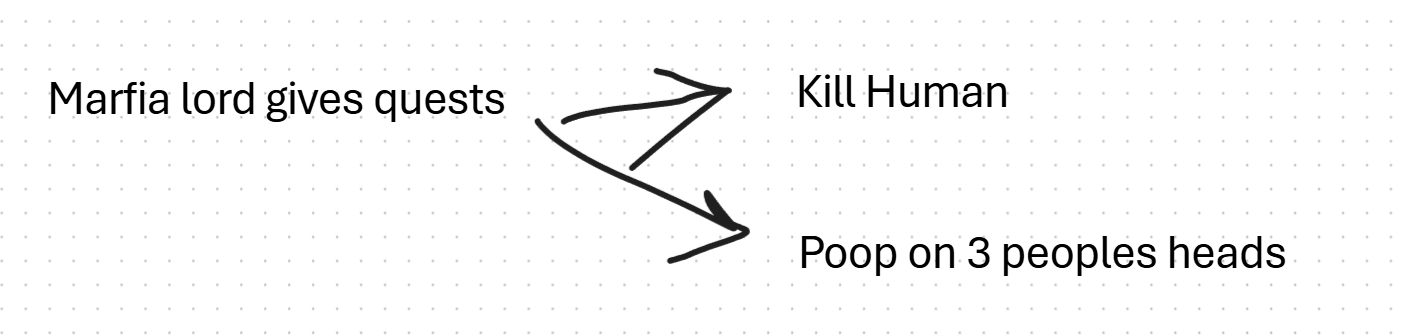 Marfia lord gives quests
Kill Human
Poop on 3 peoples heads